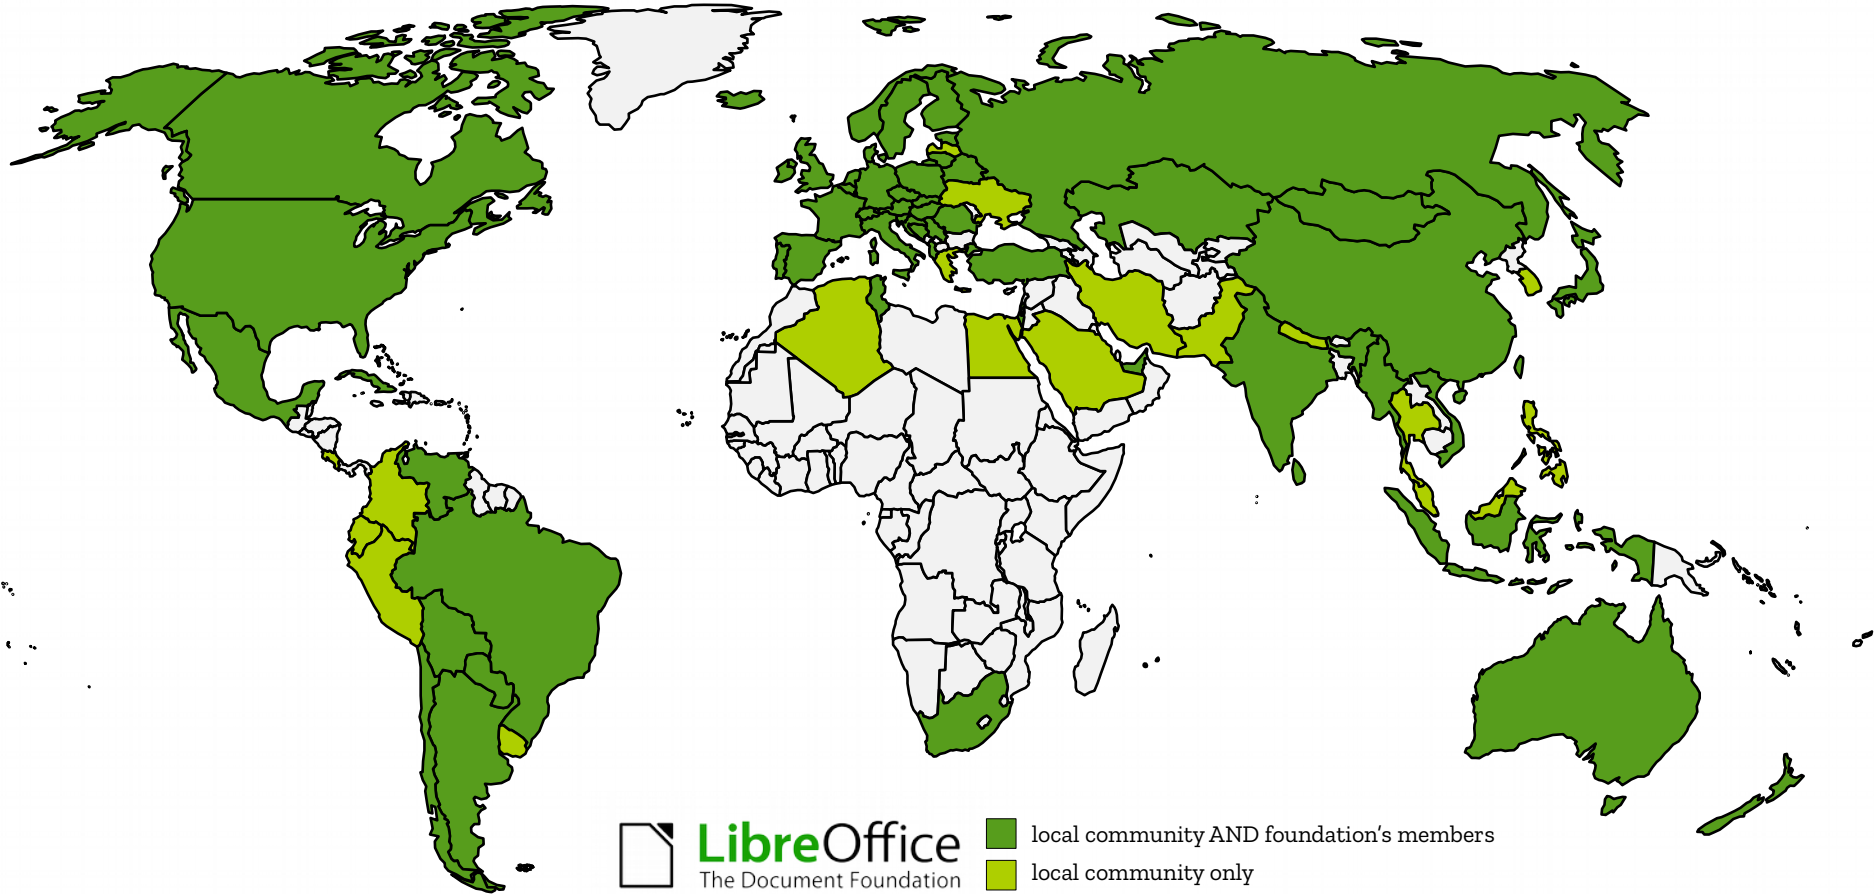 LibreOffice
The Document Foundation
local community AND foundation's members
local community only